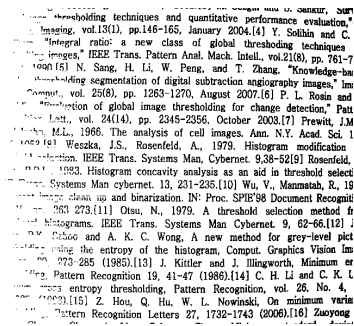 B. Sankur, Surv
thresholding techniques and quantitative performance evaluation,"
Imaging, vol.13(1), pp.146-165, January 2004.[4] Y. Solihin and C.
"Integral ratio: a new class of global thresholding techniques
images," IEEE Trans. Pattern Anal. Mach. Intell., vol.21(8), pp. 761-7
[5] N. Sang, H. Li, W. Peng, and T. Zhang, "Knowledge-bas
thresholding segmentation of digital subtraction angiography images," Ima
Comput., vol. 25(8), pp. 1263-1270, August 2007.[6] P. L. Rosin and
of global image thresholding for change detection," Patt
Lett., vol. 24(14), pp. 2345-2356, October 2003.[7] Prewitt, J.M
M.L., 1966. The analysis of cell images. Ann. N.Y. Acad. Sci. 1
Weszka, J.S., Rosenfeld, A., 1979. Histogram modification
selection. IEEE Trans. Systems Man, Cybernet. 9,38-52[9] Rosenfeld,
1983. Histogram concavity analysis as an aid in threshold selecti
Systems Man cybernet. 13, 231-235.[10] Wu, V., Manmatah, R., 19
clean up and binarization. IN: Proc. SPIE'98 Document Recogniti
263 273.[11] Otsu, N., 1979. A threshold selection method fr
histograms. IEEE Trans. Systems Man Cybernet. 9, 62-66.[12] J
and A. K. C. Wong, A new method for grey-level pict
using the entropy of the histogram, Comput. Graphics Vision Ima
273-285 (1985).[13] J. Kittler and J. Illingworth, Minimum er
Pattern Recognition 19, 41-47 (1986).[14] C. H. Li and C. K. L
entropy thresholding, Pattern Recognition, vol. 26, No. 4,
[15] Z. Hou, Q. Hu, W. L. Nowinski, On minimum varia
Pattern Recognition Letters 27, 1732-1743 (2006).[16] Zuoyong